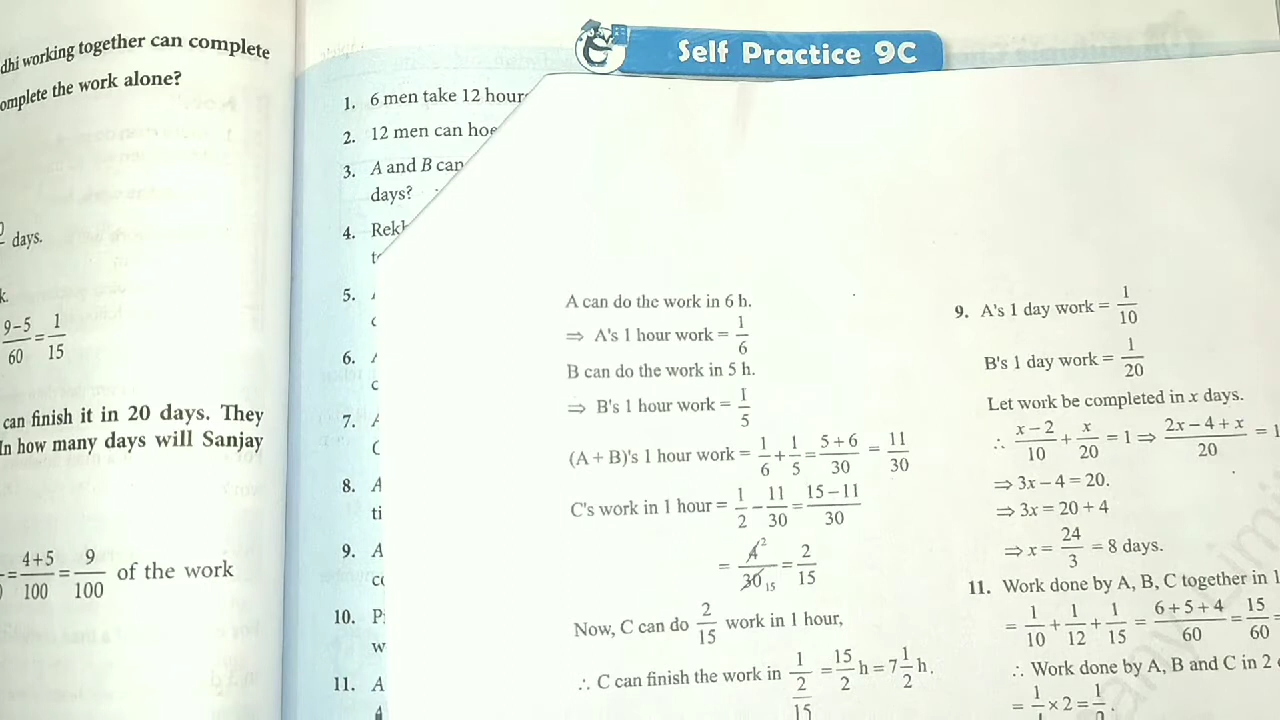 dhi working together can complete
omplete the work alone?
days.
k.
9−5/60 = 1/15
can finish it in 20 days. They
In how many days will Sanjay
= 4+5/100 = 9/100 of the work
Self Practice 9C
1. 6 men take 12 hour
2. 12 men can hoe
3. A and B can
days?
4. Rekh
5.
6.
7.
8. A
ti
9. A
10.
11. A
A can do the work in 6 h.
⇒ A's 1 hour work = 1/6
B can do the work in 5 h.
⇒ B's 1 hour work = 1/5
(A + B)'s 1 hour work = 1/6 + 1/5 = 5+6/30 = 11/30
C's work in 1 hour = 1/2 − 11/30 = 15−11/30
= 4 2/30 15 = 2/15
Now, C can do 2/15 work in 1 hour,
∴ C can finish the work in 1/2/15 = 15/2 h = 7 1/2 h.
9. A's 1 day work = 1/10
B's 1 day work = 1/20
Let work be completed in x days.
∴ x−2/10 + x/20 = 1 ⇒ 2x−4+x/20 = 1
⇒ 3x − 4 = 20.
⇒ 3x = 20 + 4
⇒ x = 24/3 = 8 days.
11. Work done by A, B, C together in 1
= 1/10 + 1/12 + 1/15 = 6+5+4/60 = 15/60 =
∴ Work done by A, B and C in 2